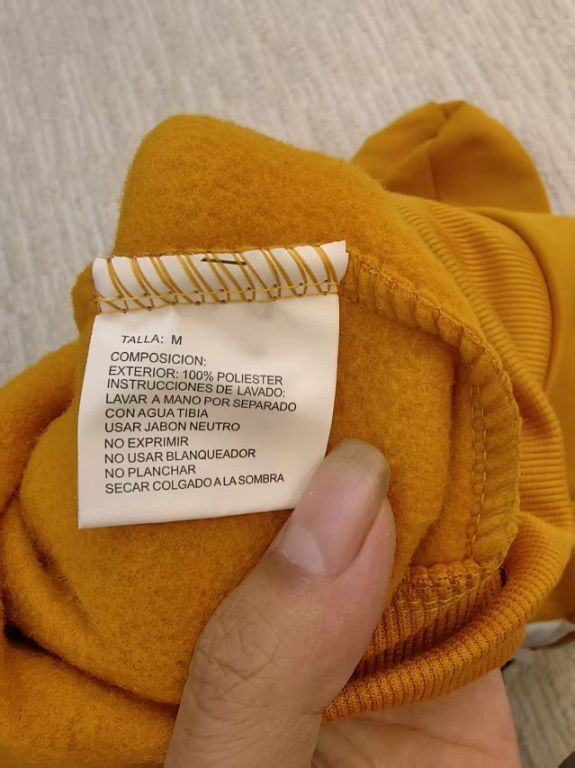 TALLA: M
COMPOSICION:
EXTERIOR: 100% POLIESTER
INSTRUCCIONES DE LAVADO:
LAVAR A MANO POR SEPARADO
CON AGUA TIBIA
USAR JABON NEUTRO
NO EXPRIMIR
NO USAR BLANQUEADOR
NO PLANCHAR
SECAR COLGADO A LA SOMBRA